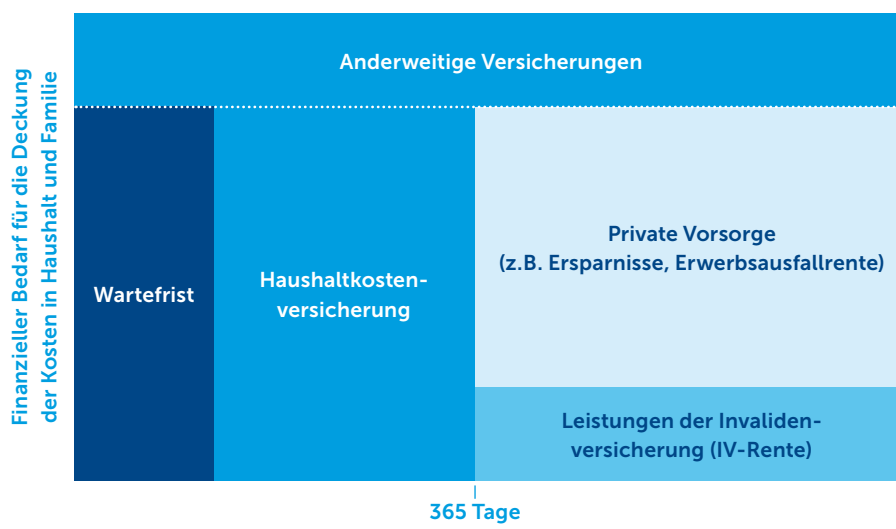 Finanzieller Bedarf für die Deckung
der Kosten in Haushalt und Familie
Anderweitige Versicherungen
Wartefrist
Haushaltkosten-
versicherung
Private Vorsorge
(z.B. Ersparnisse, Erwerbsausfallrente)
Leistungen der Invaliden-
versicherung (IV-Rente)
365 Tage